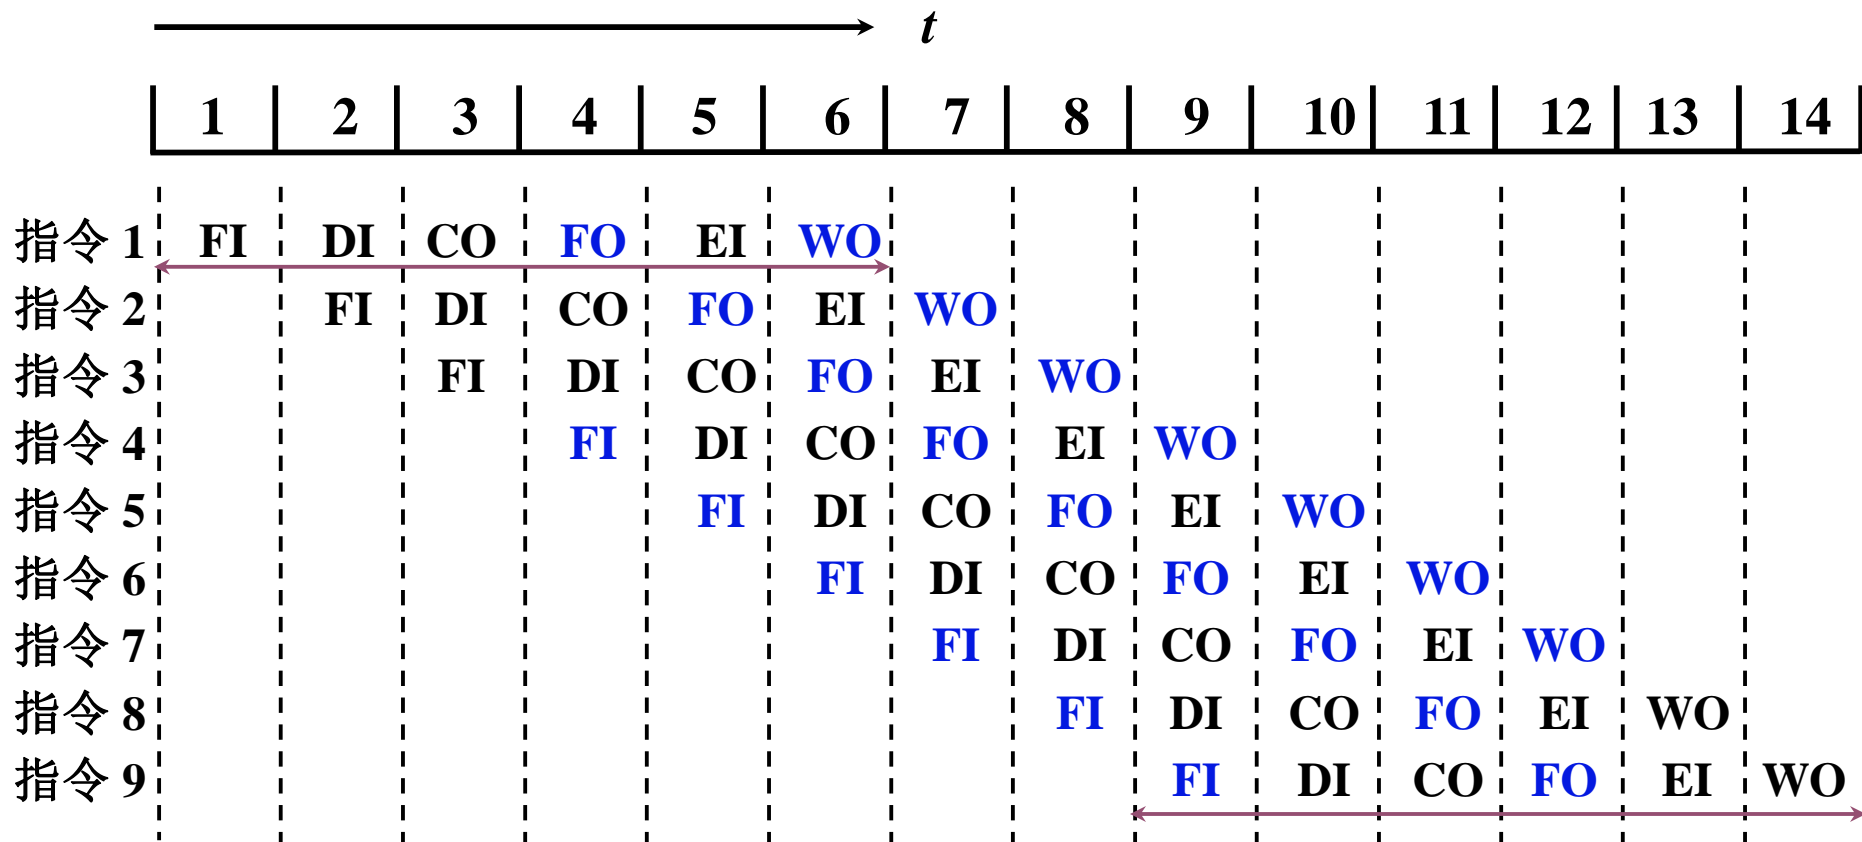 t
1 2 3 4 5 6 7 8 9 10 11 12 13 14
指令 1 FI DI CO FO EI WO
指令 2 FI DI CO FO EI WO
指令 3 FI DI CO FO EI WO
指令 4 FI DI CO FO EI WO
指令 5 FI DI CO FO EI WO
指令 6 FI DI CO FO EI WO
指令 7 FI DI CO FO EI WO
指令 8 FI DI CO FO EI WO
指令 9 FI DI CO FO EI WO